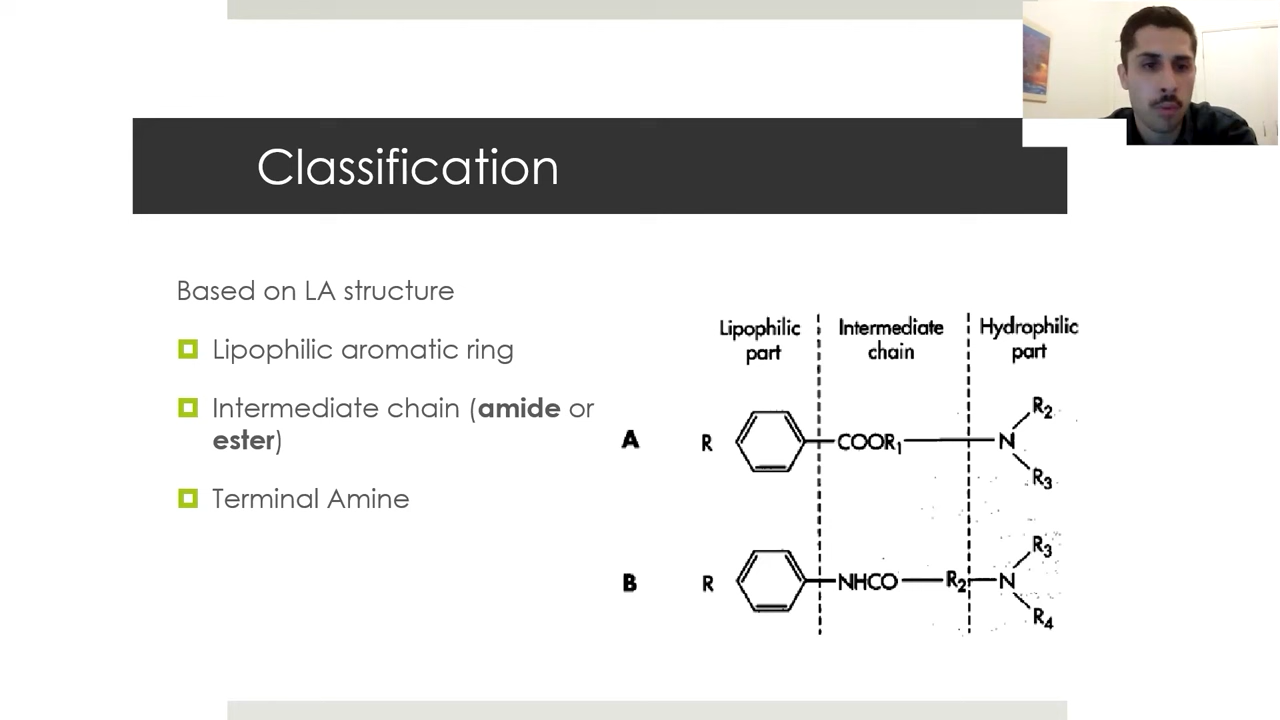 Classification
Based on LA structure
Lipophilic aromatic ring
Intermediate chain (amide or
ester)
Terminal Amine
Lipophilic
part
Intermediate
chain
Hydrophilic
part
A
R
COOR1
N
R2
R3
B
R
NHCO
R2
N
R3
R4